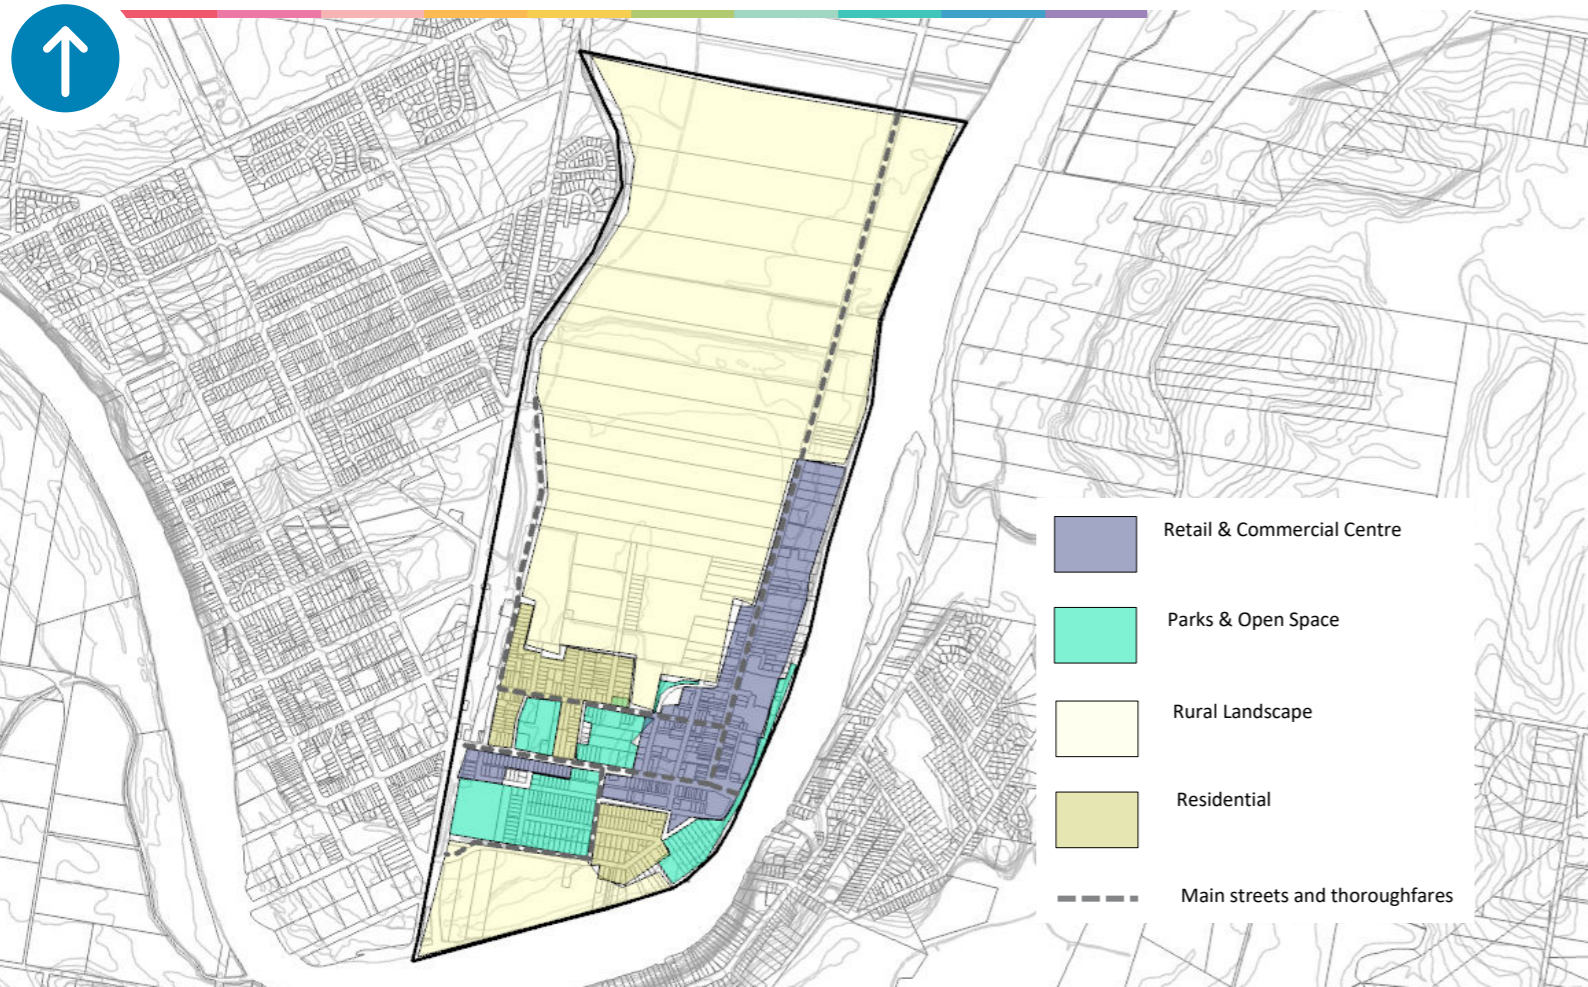 Retail & Commercial Centre
Parks & Open Space
Rural Landscape
Residential
Main streets and thoroughfares